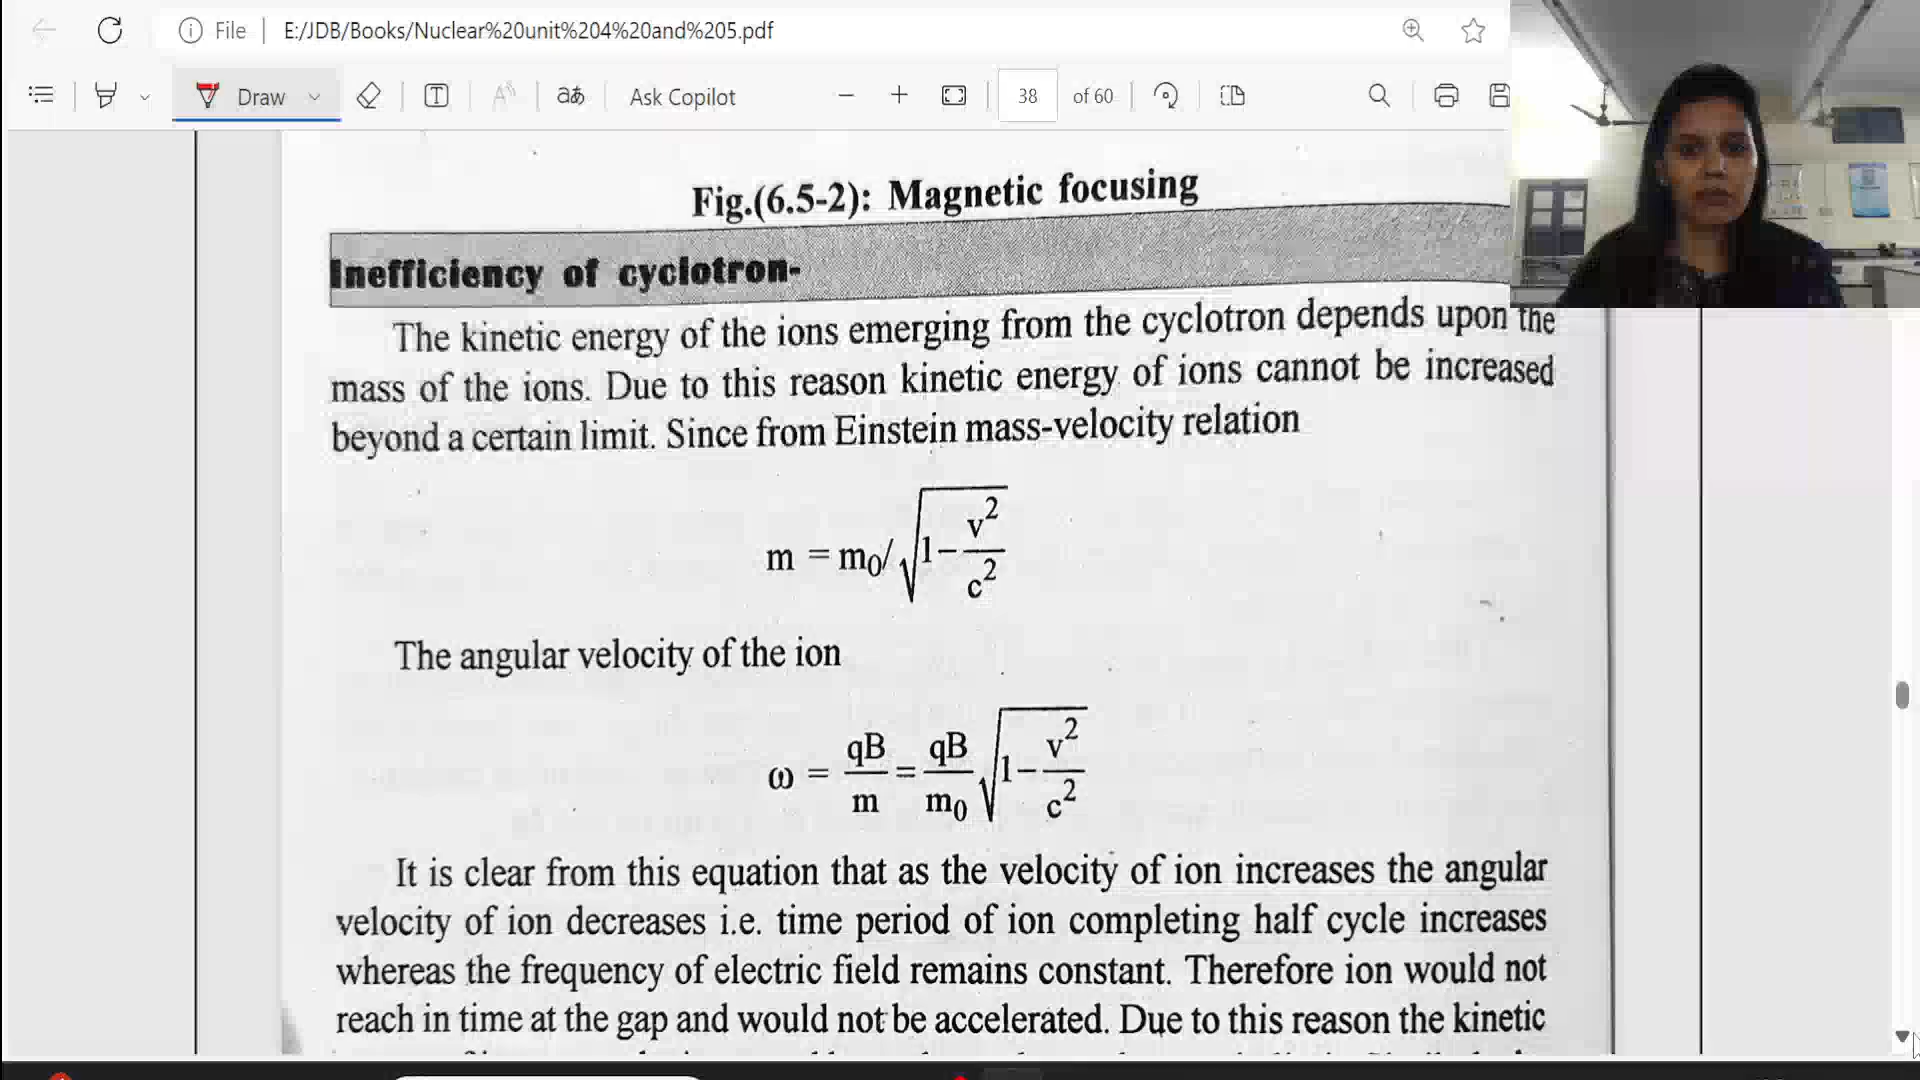 File E:/JDB/Books/Nuclear%20unit%204%20and%205.pdf
Draw Ask Copilot 38 of 60
Fig.(6.5-2): Magnetic focusing
Inefficiency of cyclotron-
The kinetic energy of the ions emerging from the cyclotron depends upon the
mass of the ions. Due to this reason kinetic energy of ions cannot be increased
beyond a certain limit. Since from Einstein mass-velocity relation
m = m₀/√(1 − v²/c²)
The angular velocity of the ion
ω = qB/m = qB/m₀ √(1 − v²/c²)
It is clear from this equation that as the velocity of ion increases the angular
velocity of ion decreases i.e. time period of ion completing half cycle increases
whereas the frequency of electric field remains constant. Therefore ion would not
reach in time at the gap and would not be accelerated. Due to this reason the kinetic